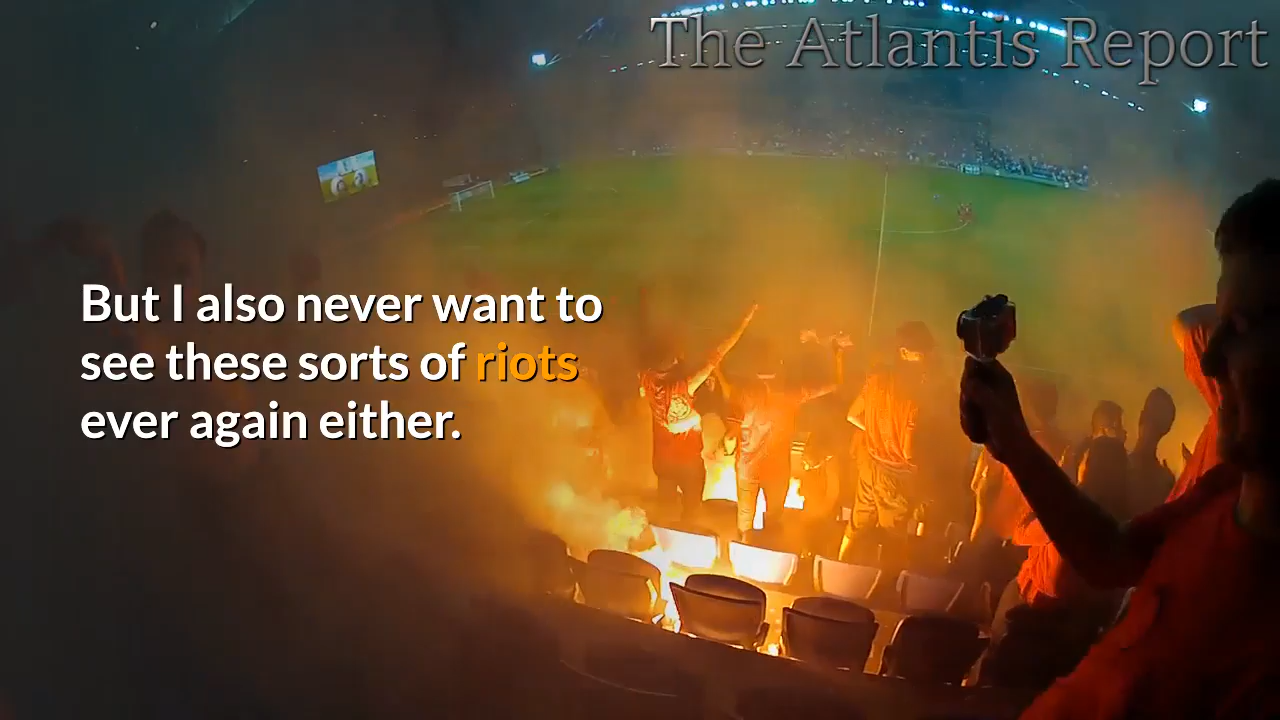 The Atlantis Report
But I also never want to
see these sorts of riots
ever again either.